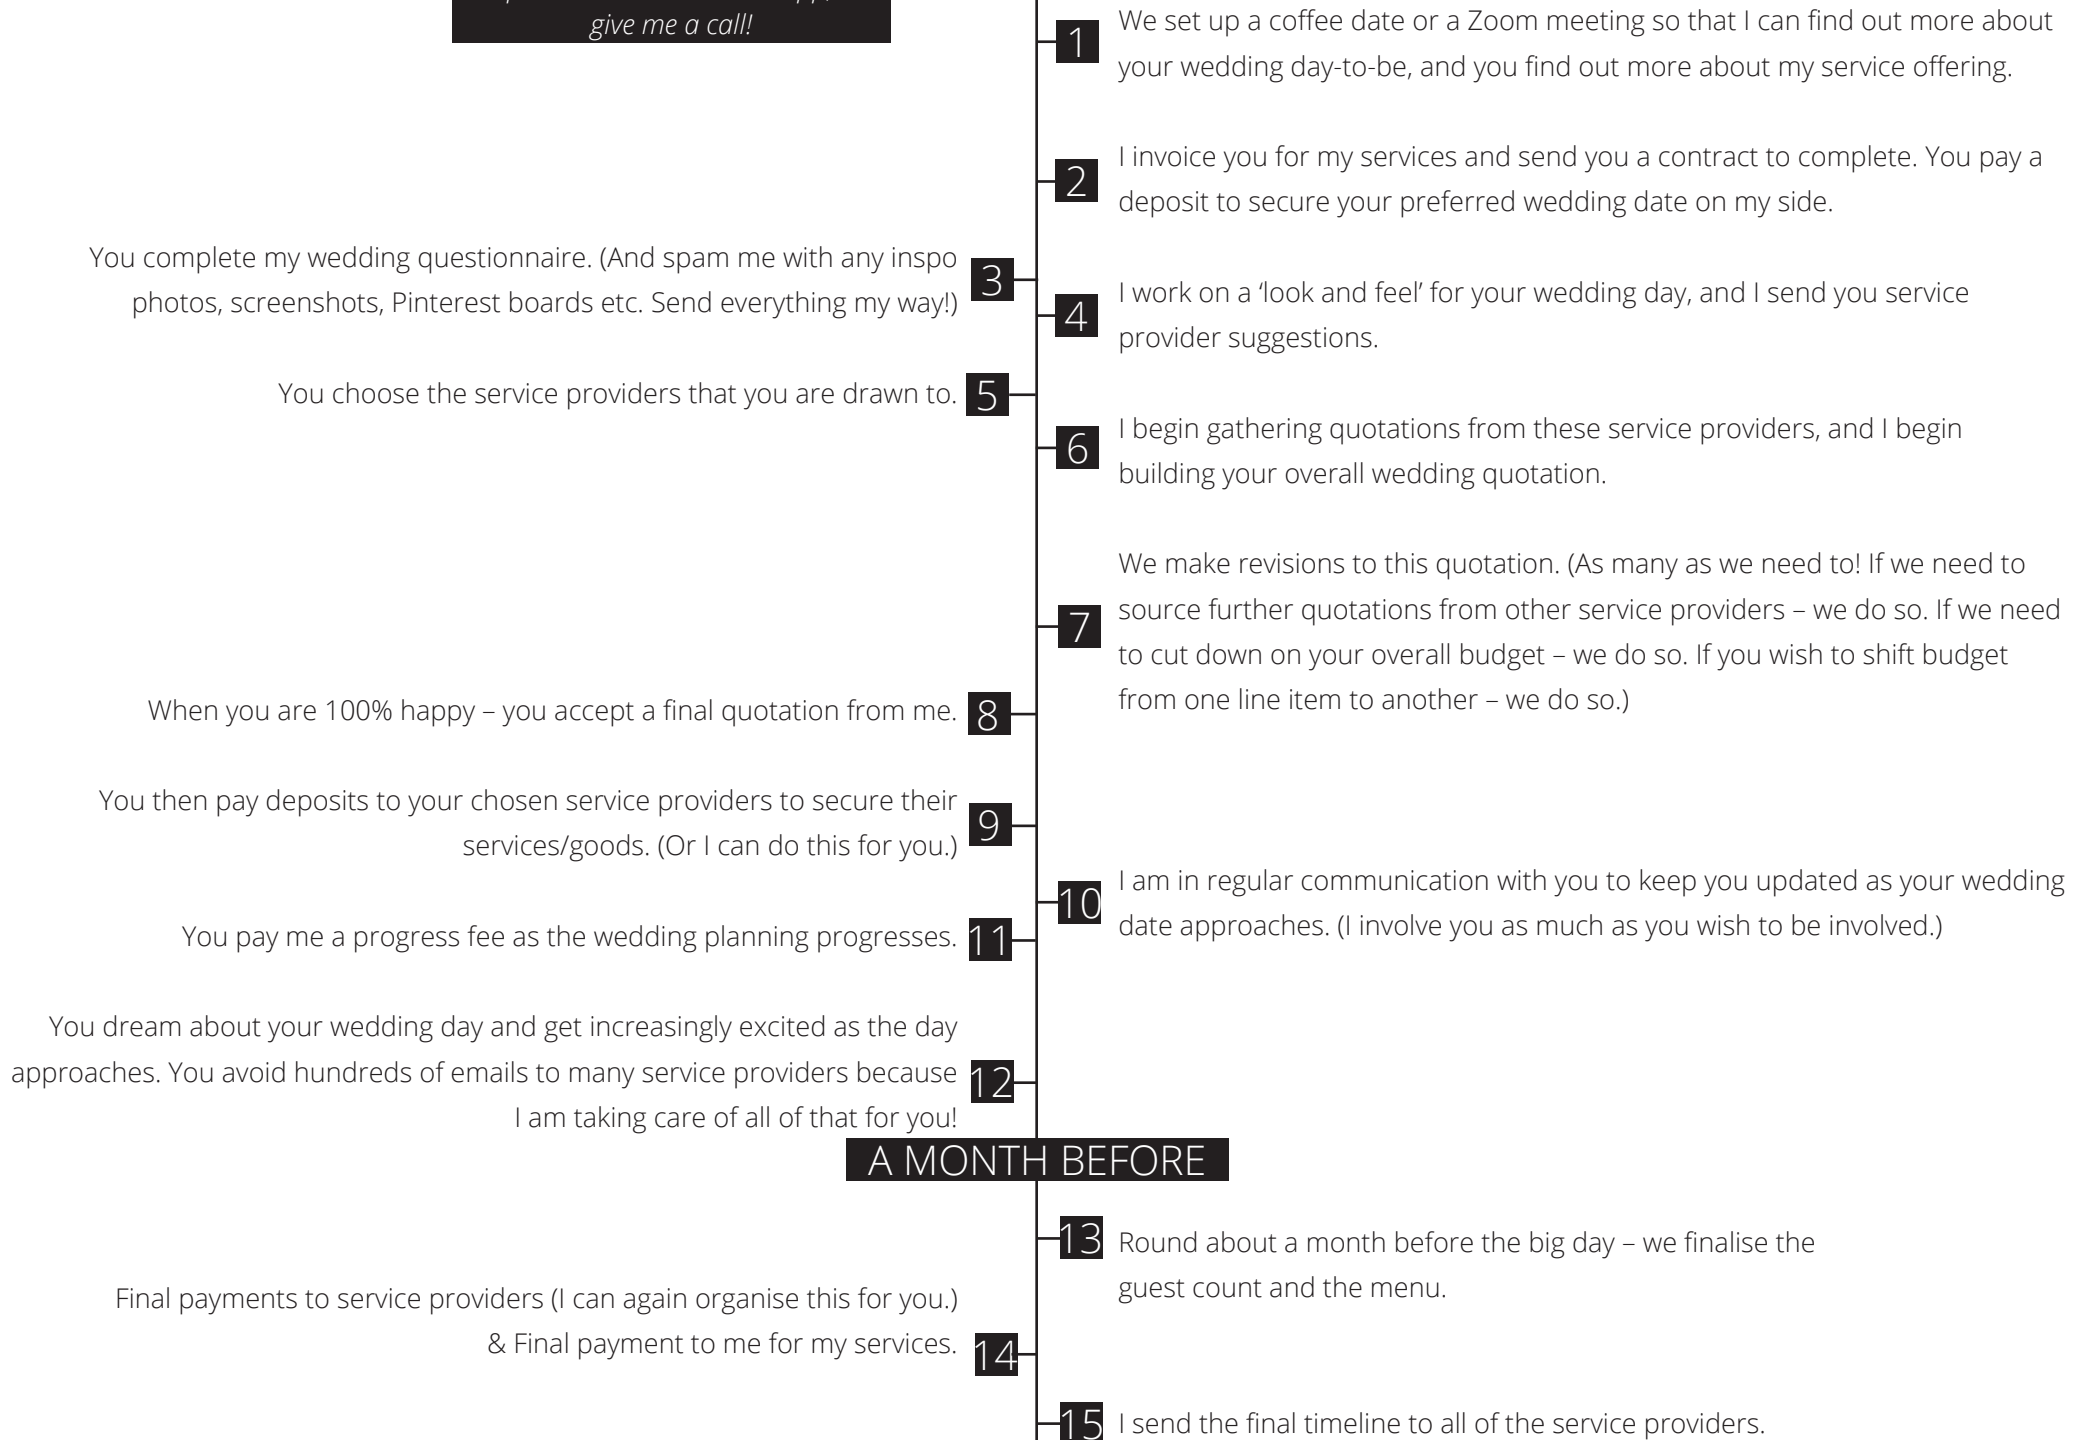 give me a call!
1
We set up a coffee date or a Zoom meeting so that I can find out more about
your wedding day-to-be, and you find out more about my service offering.
2
I invoice you for my services and send you a contract to complete. You pay a
deposit to secure your preferred wedding date on my side.
You complete my wedding questionnaire. (And spam me with any inspo
photos, screenshots, Pinterest boards etc. Send everything my way!)
3
4
I work on a ‘look and feel’ for your wedding day, and I send you service
provider suggestions.
You choose the service providers that you are drawn to.
5
6
I begin gathering quotations from these service providers, and I begin
building your overall wedding quotation.
7
We make revisions to this quotation. (As many as we need to! If we need to
source further quotations from other service providers – we do so. If we need
to cut down on your overall budget – we do so. If you wish to shift budget
from one line item to another – we do so.)
When you are 100% happy – you accept a final quotation from me.
8
You then pay deposits to your chosen service providers to secure their
services/goods. (Or I can do this for you.)
9
10
I am in regular communication with you to keep you updated as your wedding
date approaches. (I involve you as much as you wish to be involved.)
You pay me a progress fee as the wedding planning progresses.
11
You dream about your wedding day and get increasingly excited as the day
approaches. You avoid hundreds of emails to many service providers because
I am taking care of all of that for you!
12
A MONTH BEFORE
13
Round about a month before the big day – we finalise the
guest count and the menu.
Final payments to service providers (I can again organise this for you.)
& Final payment to me for my services.
14
15
I send the final timeline to all of the service providers.